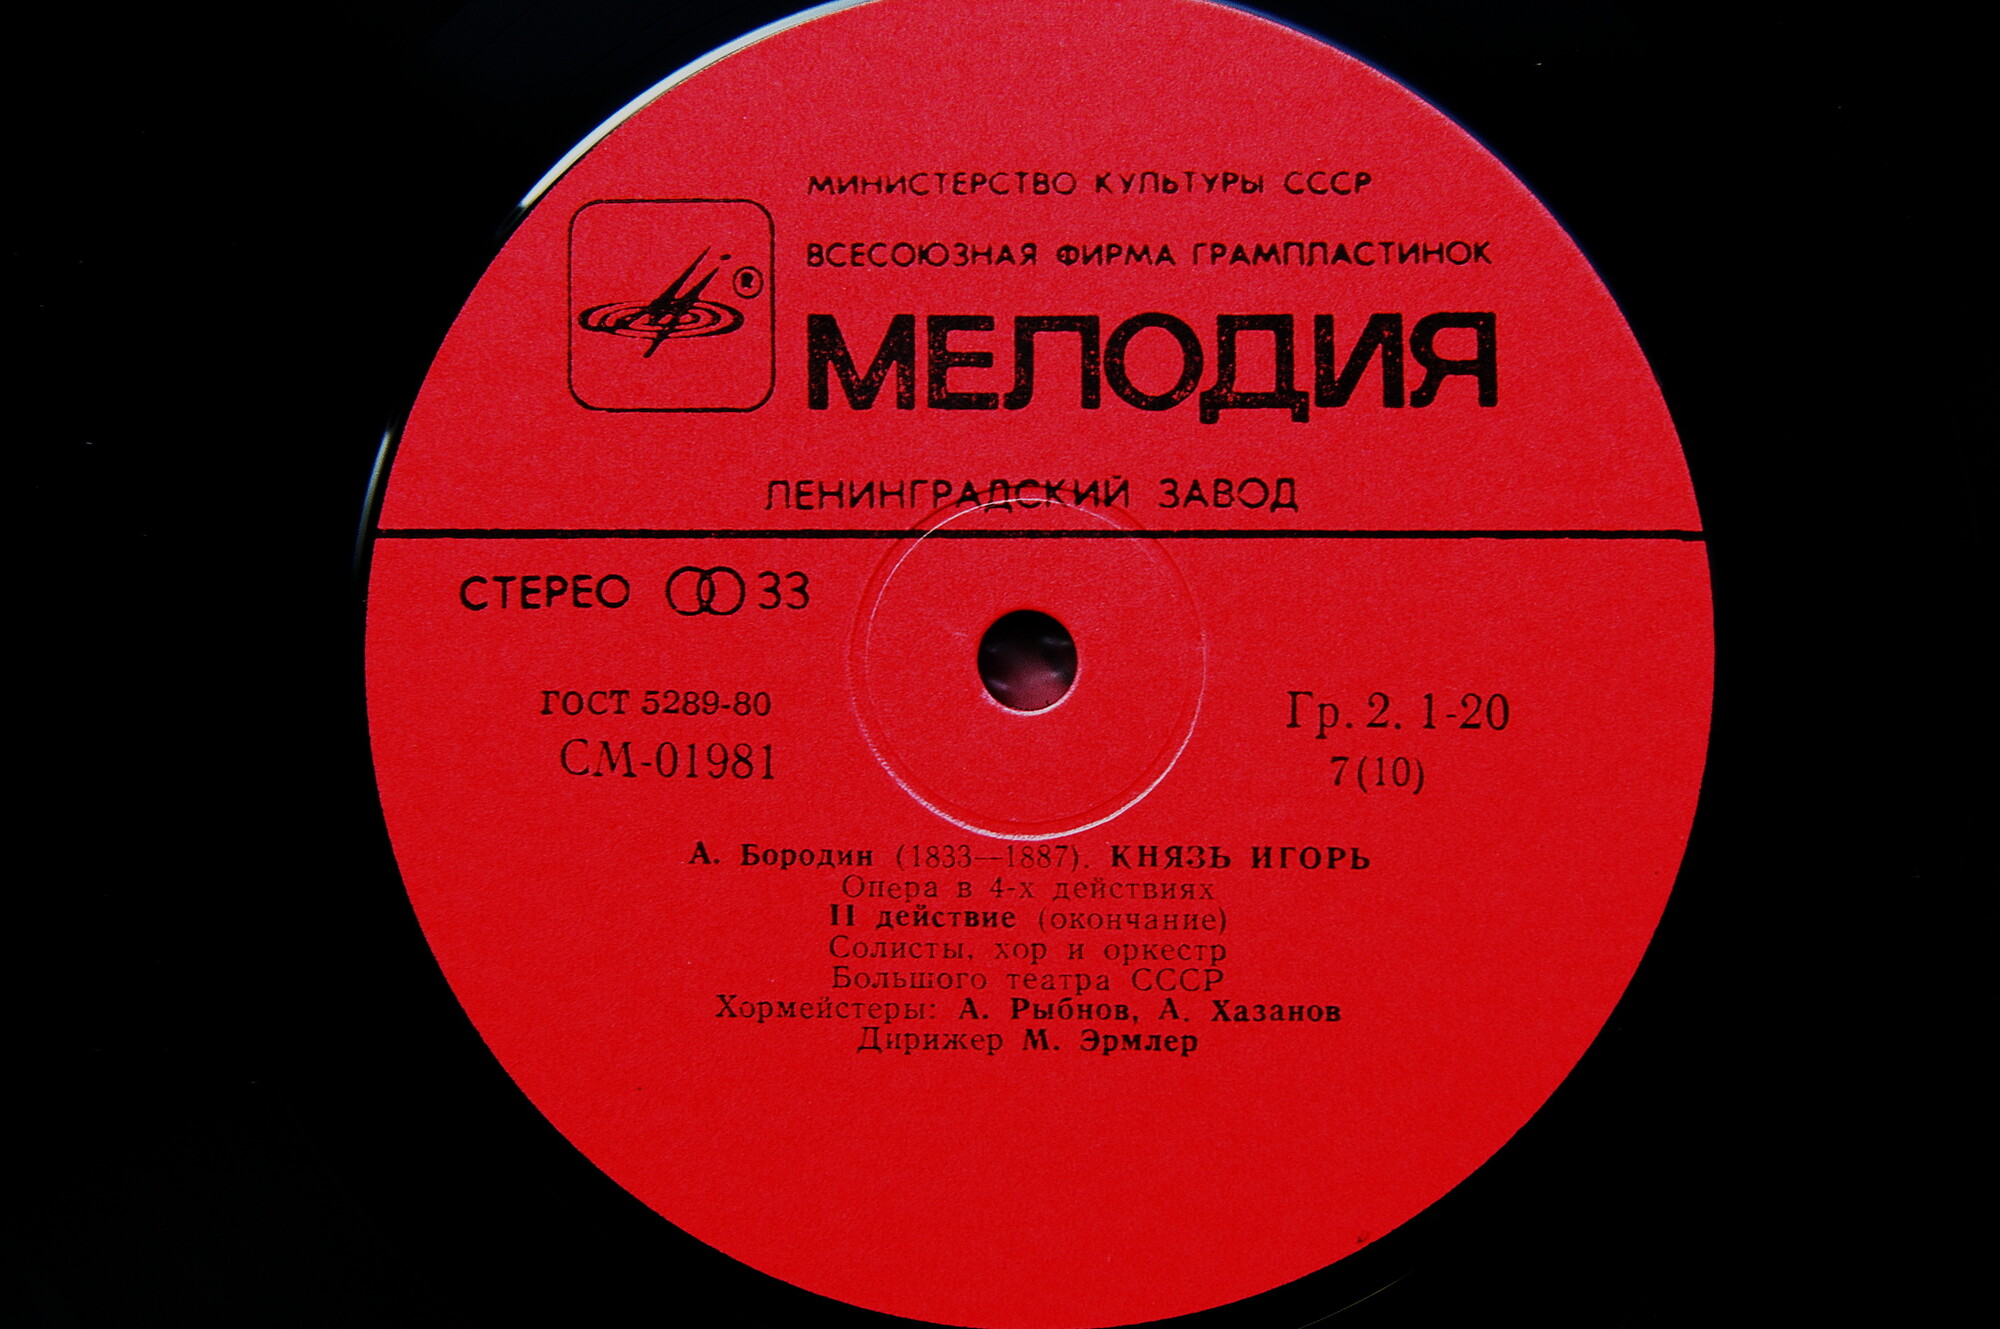 МИНИСТЕРСТВО КУЛЬТУРЫ СССР
ВСЕСОЮЗНАЯ ФИРМА ГРАМПЛАСТИНОК
®
МЕЛОДИЯ
ЛЕНИНГРАДСКИЙ ЗАВОД
СТЕРЕО 33
ГОСТ 5289-80
СМ-01981
Гр. 2. 1-20
7(10)
А. Бородин (1833—1887). КНЯЗЬ ИГОРЬ
Опера в 4-х действиях
II действие (окончание)
Солисты, хор и оркестр
Большого театра СССР
Хормейстеры: А. Рыбнов, А. Хазанов
Дирижер М. Эрмлер